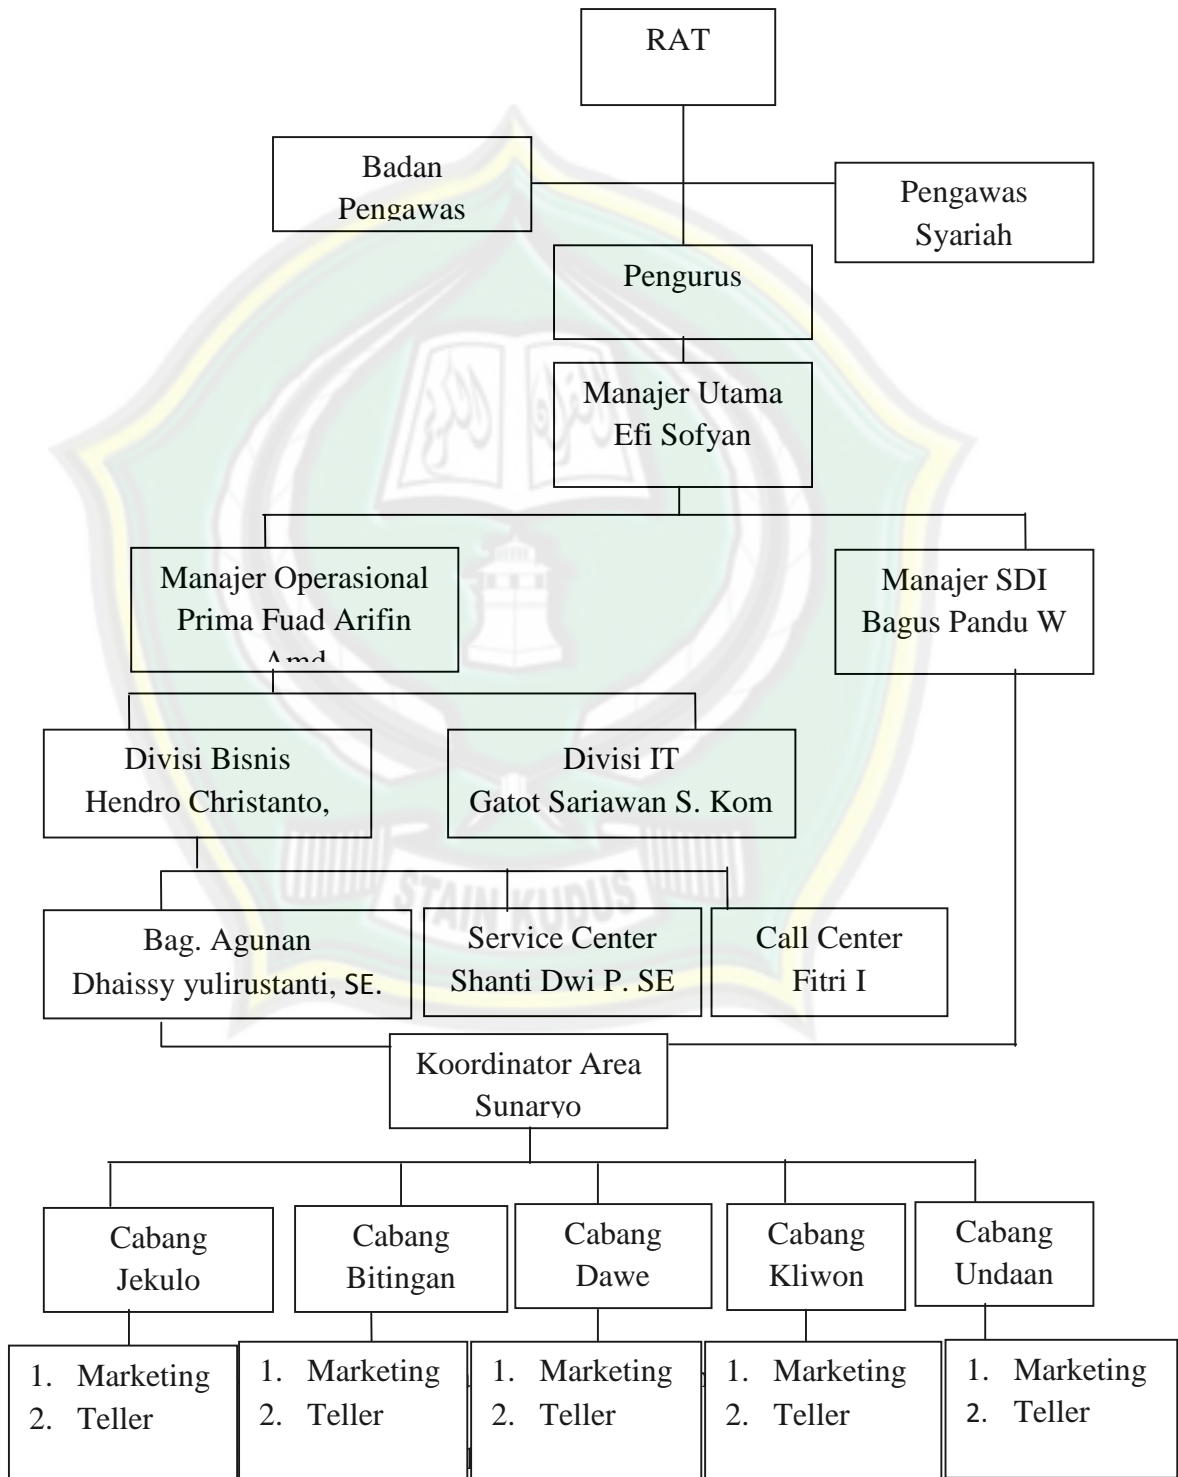 RAT
Badan
Pengawas
Pengawas
Syariah
Pengurus
Manajer Utama
Efi Sofyan
Manajer Operasional
Prima Fuad Arifin
Amd
Manajer SDI
Bagus Pandu W
Divisi Bisnis
Hendro Christanto,
Divisi IT
Gatot Sariawan S. Kom
STAIN KUDUS
Bag. Agunan
Dhaissy yulirustanti, SE.
Service Center
Shanti Dwi P. SE
Call Center
Fitri I
Koordinator Area
Sunaryo
Cabang
Jekulo
Cabang
Bitingan
Cabang
Dawe
Cabang
Kliwon
Cabang
Undaan
1. Marketing
2. Teller
1. Marketing
2. Teller
1. Marketing
2. Teller
1. Marketing
2. Teller
1. Marketing
2. Teller